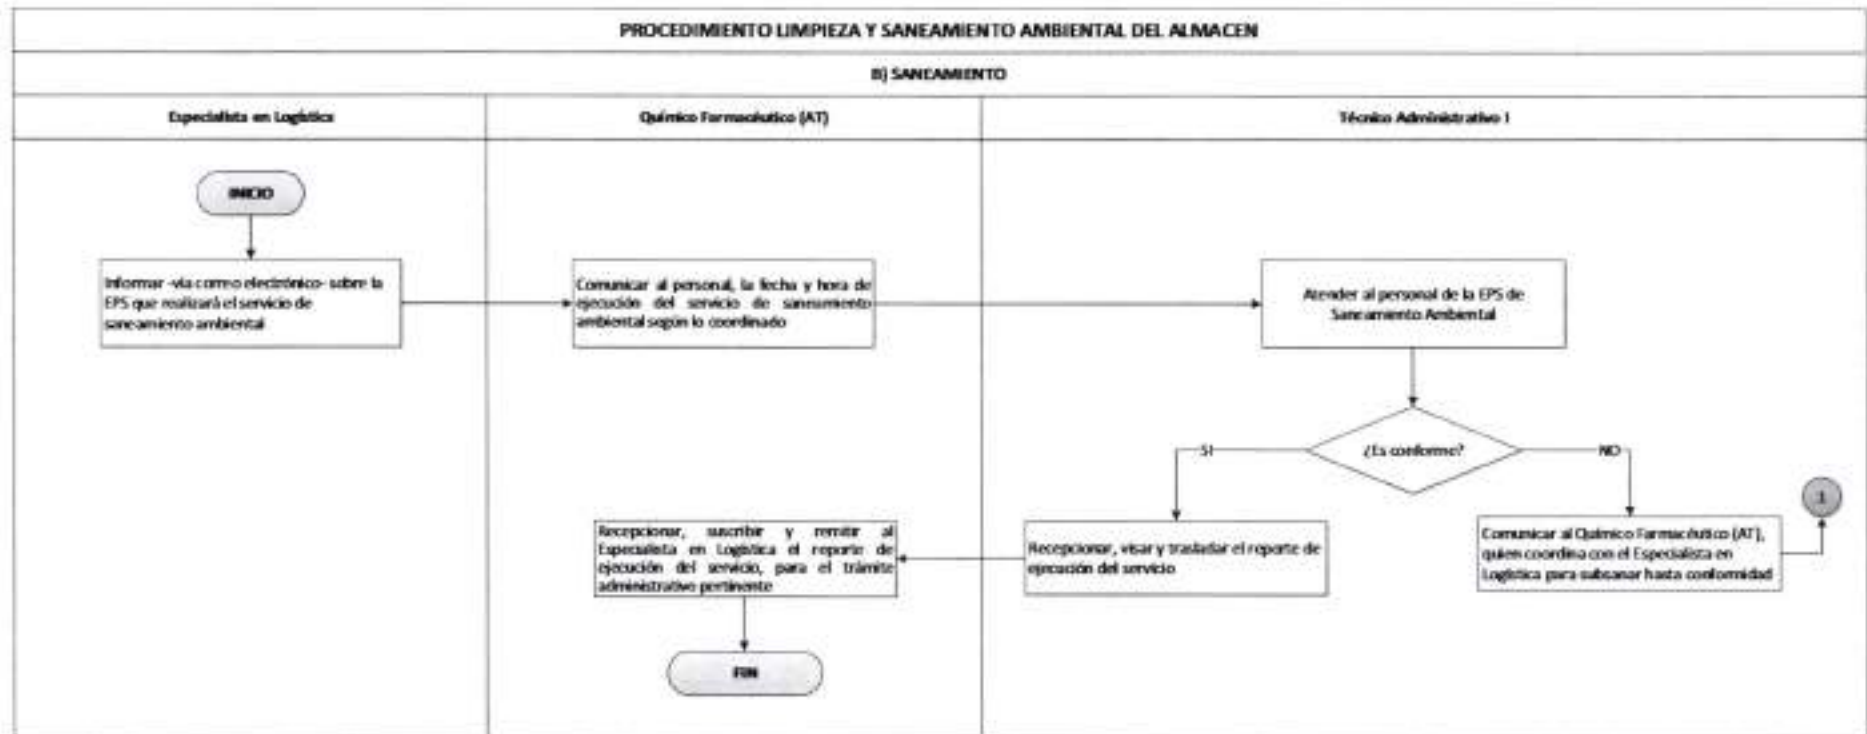 PROCEDIMIENTO LIMPIEZA Y SANEAMIENTO AMBIENTAL DEL ALMACEN
B) SANEAMIENTO
Especialista en Logística
Químico Farmacéutico (AT)
Técnico Administrativo I
INICIO
Informar -vía correo electrónico- sobre la
EPS que realizará el servicio de
saneamiento ambiental
Comunicar al personal, la fecha y hora de
ejecución del servicio de saneamiento
ambiental según lo coordinado
Atender al personal de la EPS de
Saneamiento Ambiental
¿Es conforme?
SI
NO
1
Recepcionar, visar y trasladar el reporte de
ejecución del servicio
Comunicar al Químico Farmacéutico (AT),
quien coordina con el Especialista en
Logística para subsanar hasta conformidad
Recepcionar, suscribir y remitir al
Especialista en Logística el reporte de
ejecución del servicio, para el trámite
administrativo pertinente
FIN